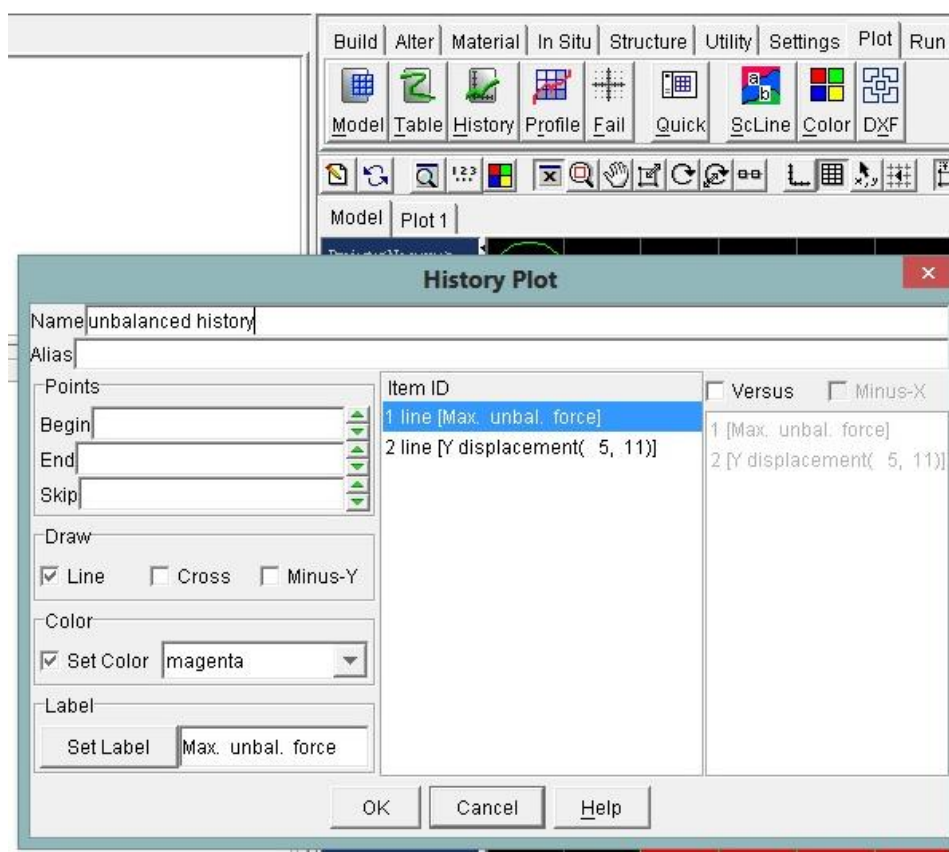 Build Alter Material In Situ Structure Utility Settings Plot Run
Model Table History Profile Fail Quick ScLine Color DXF
Model Plot 1
History Plot
Name unbalanced history
Alias
Points
Begin
End
Skip
Draw
Line Cross Minus-Y
Color
Set Color magenta
Label
Set Label Max. unbal. force
Item ID
1 line [Max. unbal. force]
2 line [Y displacement( 5, 11)]
Versus Minus-X
1 [Max. unbal. force]
2 [Y displacement( 5, 11)]
OK Cancel Help